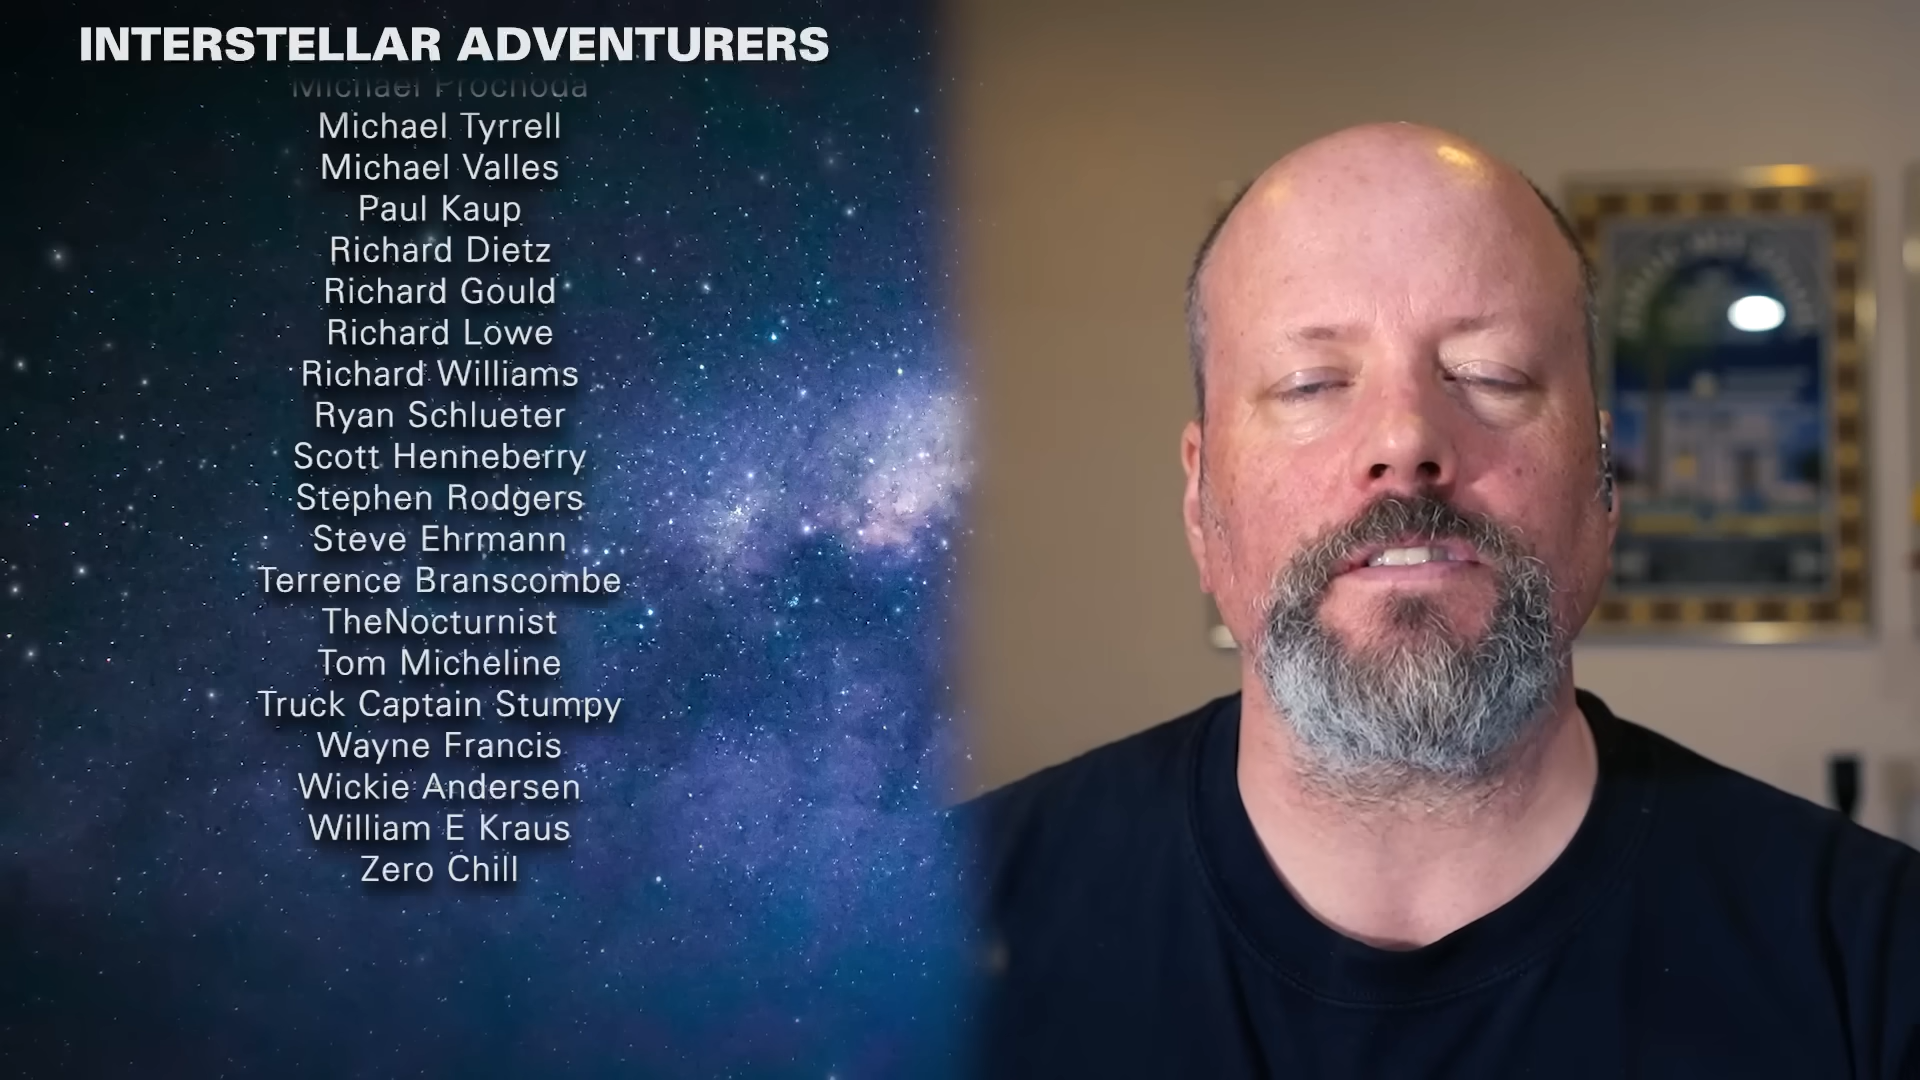 INTERSTELLAR ADVENTURERS
Michael Prochoda
Michael Tyrrell
Michael Valles
Paul Kaup
Richard Dietz
Richard Gould
Richard Lowe
Richard Williams
Ryan Schlueter
Scott Henneberry
Stephen Rodgers
Steve Ehrmann
Terrence Branscombe
TheNocturnist
Tom Micheline
Truck Captain Stumpy
Wayne Francis
Wickie Andersen
William E Kraus
Zero Chill